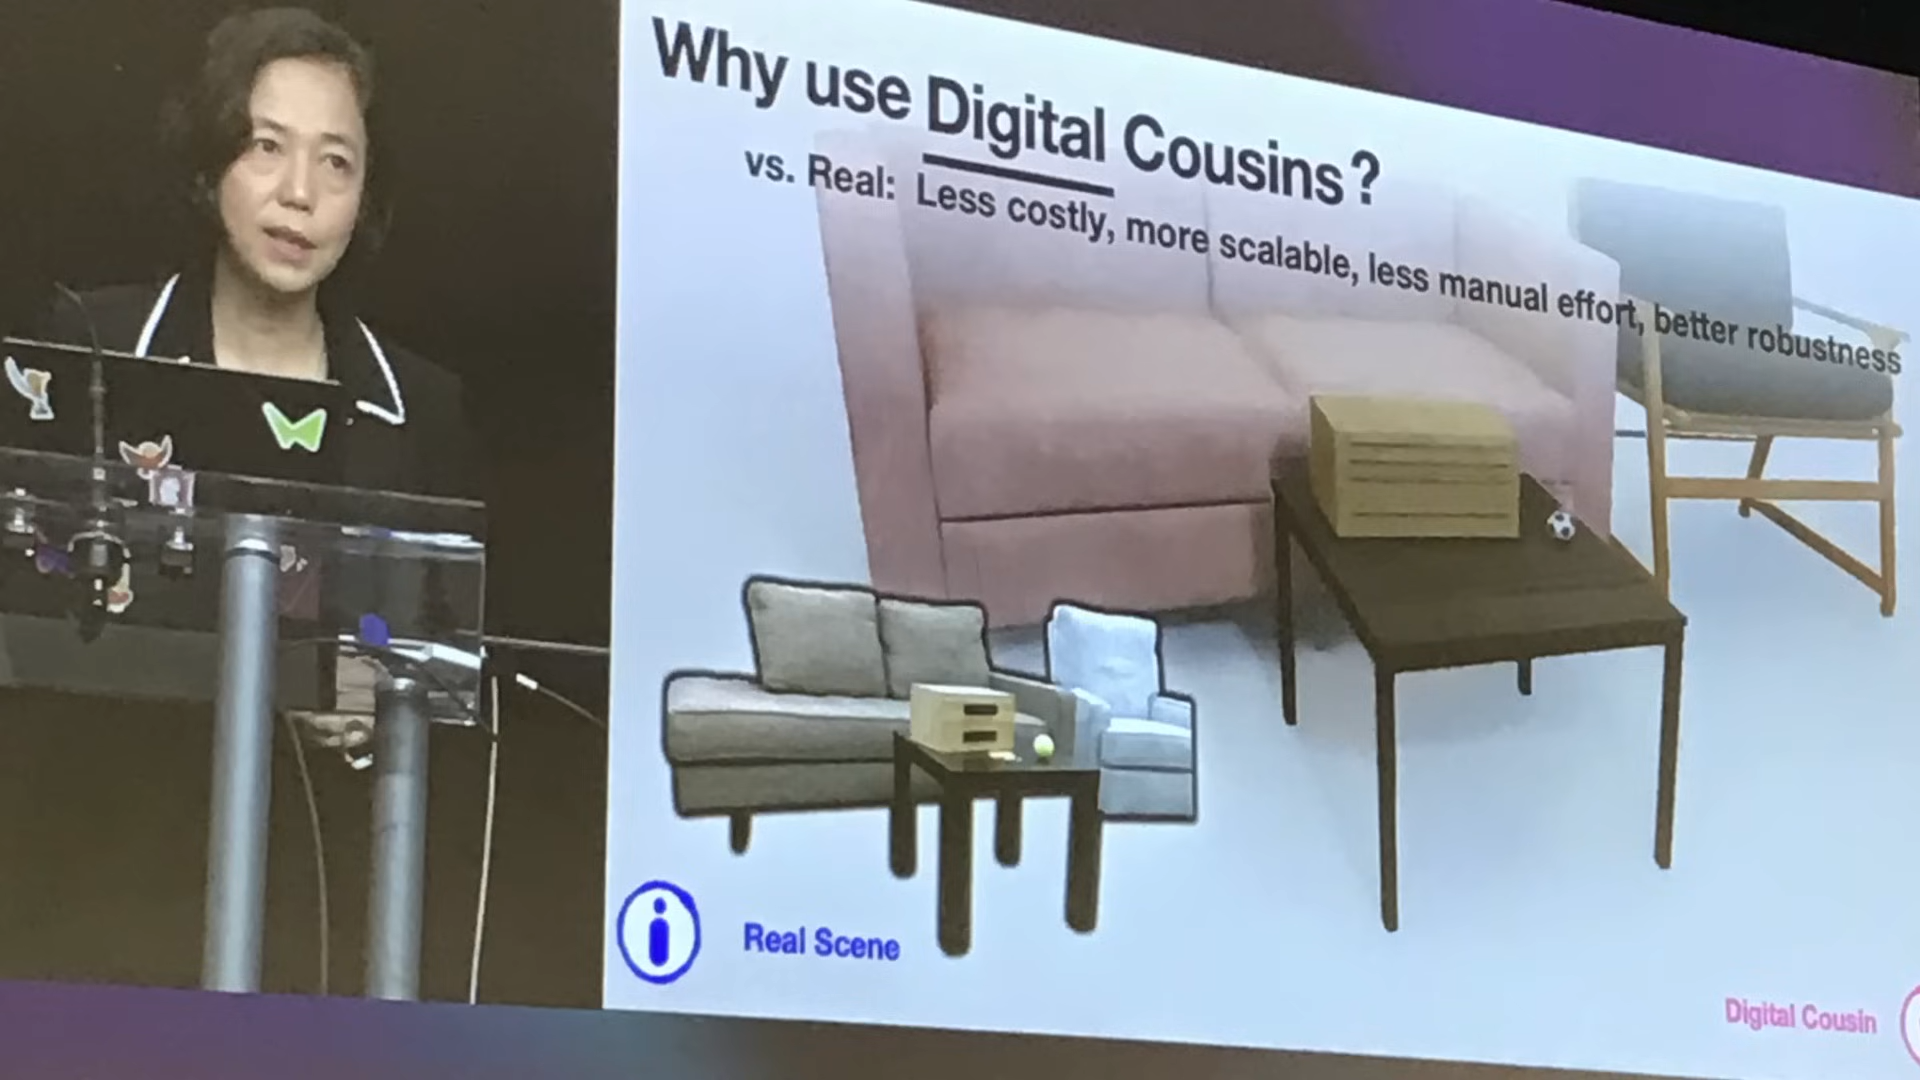 Why use Digital Cousins?
vs. Real: Less costly, more scalable, less manual effort, better robustness
i Real Scene
Digital Cousin